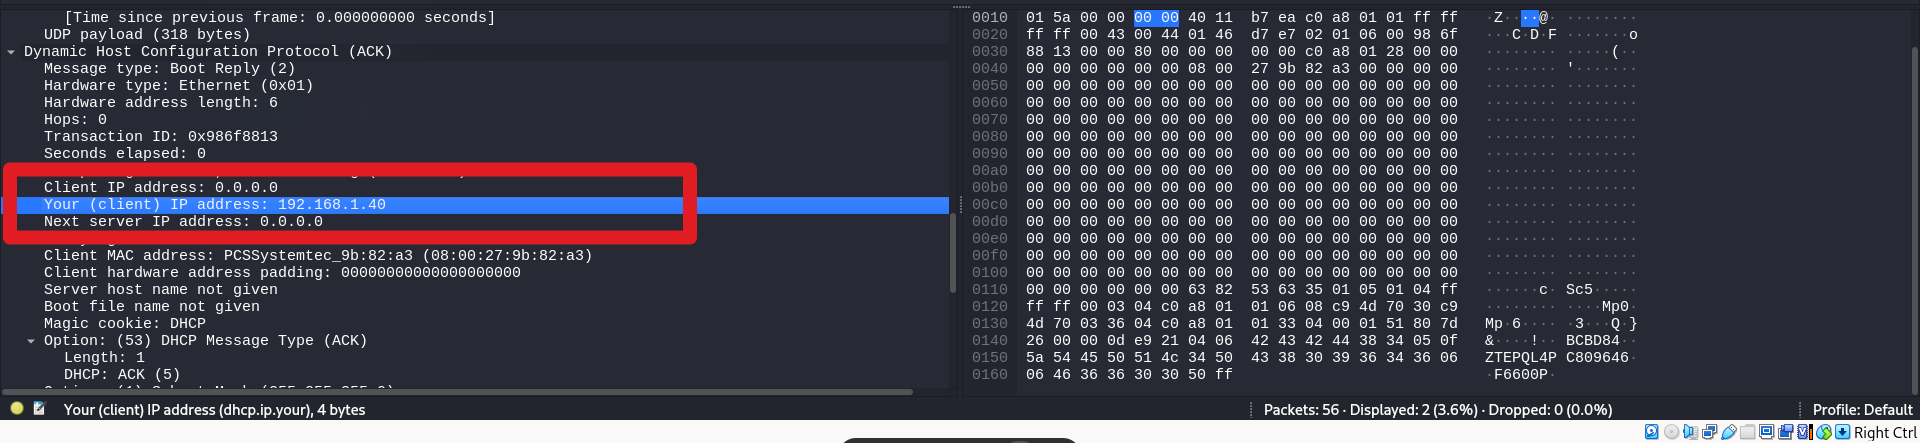 [Time since previous frame: 0.000000000 seconds]
UDP payload (318 bytes)
Dynamic Host Configuration Protocol (ACK)
Message type: Boot Reply (2)
Hardware type: Ethernet (0x01)
Hardware address length: 6
Hops: 0
Transaction ID: 0x986f8813
Seconds elapsed: 0
Client IP address: 0.0.0.0
Your (client) IP address: 192.168.1.40
Next server IP address: 0.0.0.0
Client MAC address: PCSSystemtec_9b:82:a3 (08:00:27:9b:82:a3)
Client hardware address padding: 00000000000000000000
Server host name not given
Boot file name not given
Magic cookie: DHCP
Option: (53) DHCP Message Type (ACK)
Length: 1
DHCP: ACK (5)
0010 01 5a 00 00 00 00 40 11 b7 ea c0 a8 01 01 ff ff ·Z····@· ········
0020 ff ff 00 43 00 44 01 46 d7 e7 02 01 06 00 98 6f ···C·D·F ·······o
0030 88 13 00 00 80 00 00 00 00 00 c0 a8 01 28 00 00 ········ ·····(··
0040 00 00 00 00 00 00 08 00 27 9b 82 a3 00 00 00 00 ········ '·······
0050 00 00 00 00 00 00 00 00 00 00 00 00 00 00 00 00 ········ ········
0060 00 00 00 00 00 00 00 00 00 00 00 00 00 00 00 00 ········ ········
0070 00 00 00 00 00 00 00 00 00 00 00 00 00 00 00 00 ········ ········
0080 00 00 00 00 00 00 00 00 00 00 00 00 00 00 00 00 ········ ········
0090 00 00 00 00 00 00 00 00 00 00 00 00 00 00 00 00 ········ ········
00a0 00 00 00 00 00 00 00 00 00 00 00 00 00 00 00 00 ········ ········
00b0 00 00 00 00 00 00 00 00 00 00 00 00 00 00 00 00 ········ ········
00c0 00 00 00 00 00 00 00 00 00 00 00 00 00 00 00 00 ········ ········
00d0 00 00 00 00 00 00 00 00 00 00 00 00 00 00 00 00 ········ ········
00e0 00 00 00 00 00 00 00 00 00 00 00 00 00 00 00 00 ········ ········
00f0 00 00 00 00 00 00 00 00 00 00 00 00 00 00 00 00 ········ ········
0100 00 00 00 00 00 00 00 00 00 00 00 00 00 00 00 00 ········ ········
0110 00 00 00 00 00 00 63 82 53 63 35 01 05 01 04 ff ······c· Sc5·····
0120 ff ff 00 03 04 c0 a8 01 01 06 08 c9 4d 70 30 c9 ········ ····Mp0·
0130 4d 70 03 36 04 c0 a8 01 01 33 04 00 01 51 80 7d Mp·6···· ·3···Q·}
0140 26 00 00 0d e9 21 04 06 42 43 42 44 38 34 05 0f &····!·· BCBD84··
0150 5a 54 45 50 51 4c 34 50 43 38 30 39 36 34 36 06 ZTEPQL4P C809646·
0160 06 46 36 36 30 30 50 ff ·F6600P·
Your (client) IP address (dhcp.ip.your), 4 bytes
Packets: 56 · Displayed: 2 (3.6%) · Dropped: 0 (0.0%)
Profile: Default
Right Ctrl